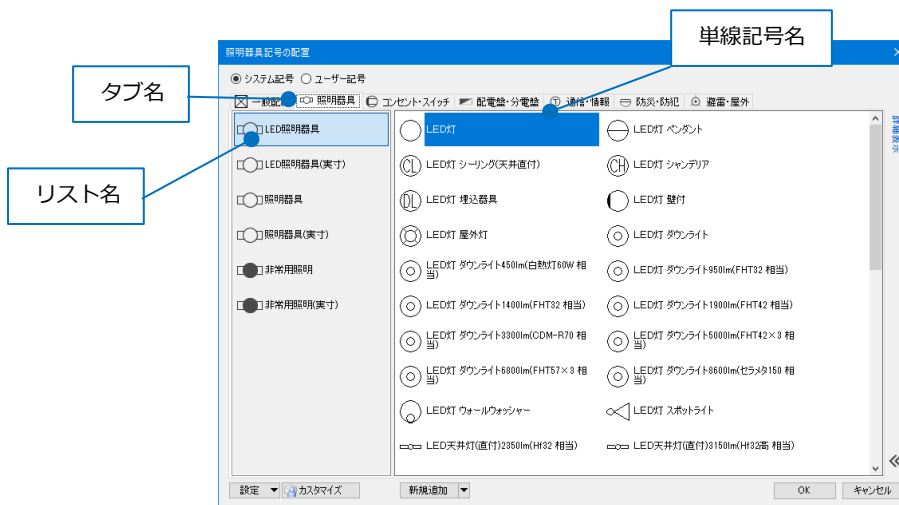 単線記号名
照明器具記号の配置
タブ名
システム記号 ユーザー記号
照明器具 コンセント・スイッチ 配電盤・分電盤 通信・情報 防災・防犯 避雷・屋外
詳細表示
リスト名
LED照明器具
LED照明器具(実寸)
照明器具
照明器具(実寸)
非常用照明
非常用照明(実寸)
LED灯
LED灯 ペンダント
CL LED灯 シーリング(天井直付)
CH LED灯 シャンデリア
DL LED灯 埋込器具
LED灯 壁付
LED灯 屋外灯
LED灯 ダウンライト
LED灯 ダウンライト450lm(白熱灯60W 相
当)
LED灯 ダウンライト950lm(FHT32 相当)
LED灯 ダウンライト1400lm(FHT32 相当)
LED灯 ダウンライト1900lm(FHT42 相当)
LED灯 ダウンライト3300lm(CDM-R70 相
当)
LED灯 ダウンライト5000lm(FHT42×3 相
当)
LED灯 ダウンライト6800lm(FHT57×3 相
当)
LED灯 ダウンライト8600lm(セラメタ150 相
当)
LED灯 ウォールウォッシャー
LED灯 スポットライト
LED天井灯(直付)2350lm(Hf32 相当)
LED天井灯(直付)3150lm(Hf32高 相当)
設定 カスタマイズ 新規追加 OK キャンセル